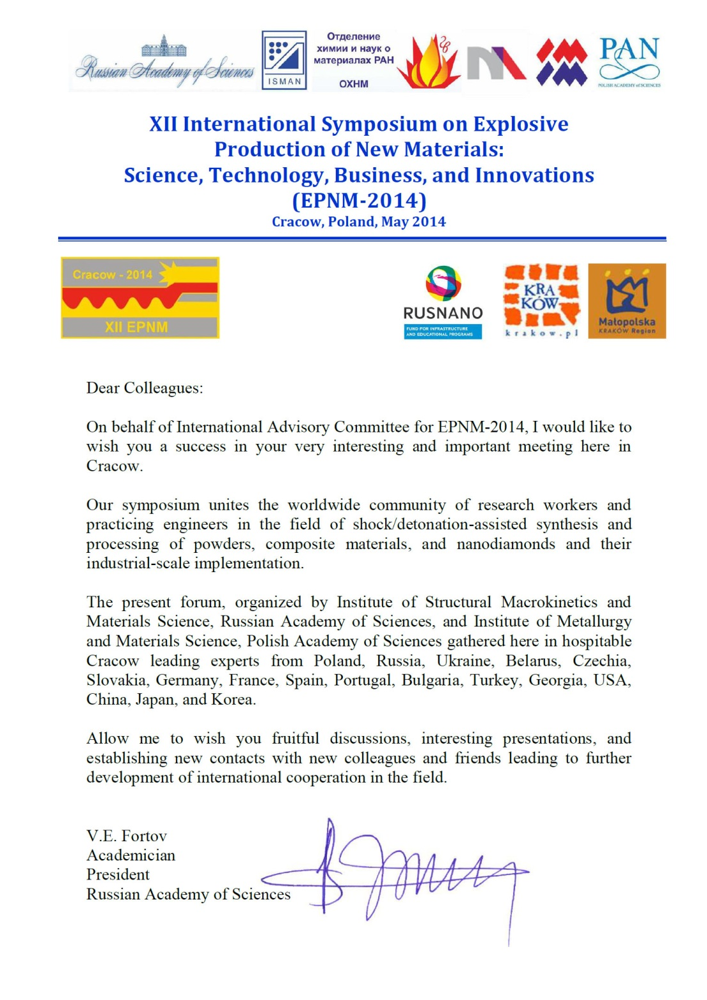 Russian Academy of Sciences
ISMAN
Отделение
химии и наук о
материалах РАН
ОХНМ
PAN
POLISH ACADEMY of SCIENCES
XII International Symposium on Explosive
Production of New Materials:
Science, Technology, Business, and Innovations
(EPNM-2014)
Cracow, Poland, May 2014
Cracow - 2014
XII EPNM
RUSNANO
FUND FOR INFRASTRUCTURE
AND EDUCATIONAL PROGRAMS
KRA
KÓW
krakow.pl
Małopolska
KRAKÓW Region
Dear Colleagues:
On behalf of International Advisory Committee for EPNM-2014, I would like to
wish you a success in your very interesting and important meeting here in
Cracow.
Our symposium unites the worldwide community of research workers and
practicing engineers in the field of shock/detonation-assisted synthesis and
processing of powders, composite materials, and nanodiamonds and their
industrial-scale implementation.
The present forum, organized by Institute of Structural Macrokinetics and
Materials Science, Russian Academy of Sciences, and Institute of Metallurgy
and Materials Science, Polish Academy of Sciences gathered here in hospitable
Cracow leading experts from Poland, Russia, Ukraine, Belarus, Czechia,
Slovakia, Germany, France, Spain, Portugal, Bulgaria, Turkey, Georgia, USA,
China, Japan, and Korea.
Allow me to wish you fruitful discussions, interesting presentations, and
establishing new contacts with new colleagues and friends leading to further
development of international cooperation in the field.
V.E. Fortov
Academician
President
Russian Academy of Sciences